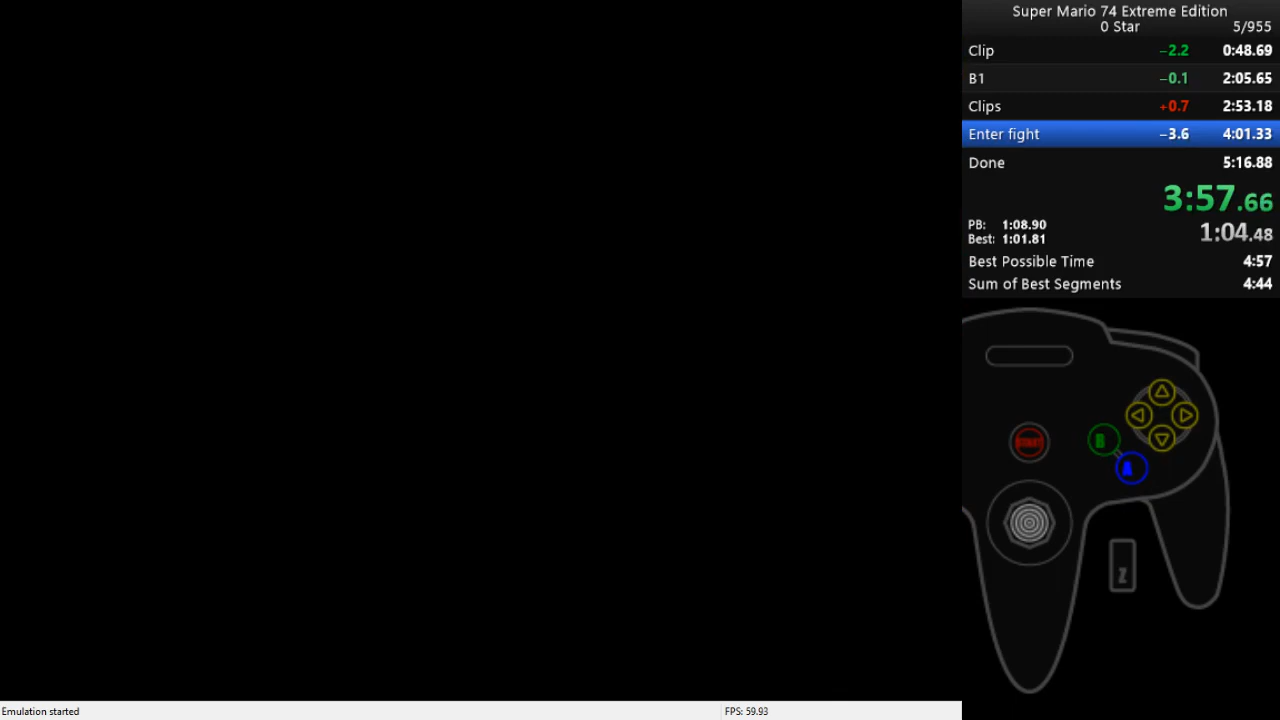 Super Mario 74 Extreme Edition
0 Star 5/955
Clip −2.2 0:48.69
B1 −0.1 2:05.65
Clips +0.7 2:53.18
Enter fight −3.6 4:01.33
Done 5:16.88
3:57.66
PB: 1:08.90
Best: 1:01.81
1:04.48
Best Possible Time 4:57
Sum of Best Segments 4:44
START
B
A
Z
Emulation started FPS: 59.93